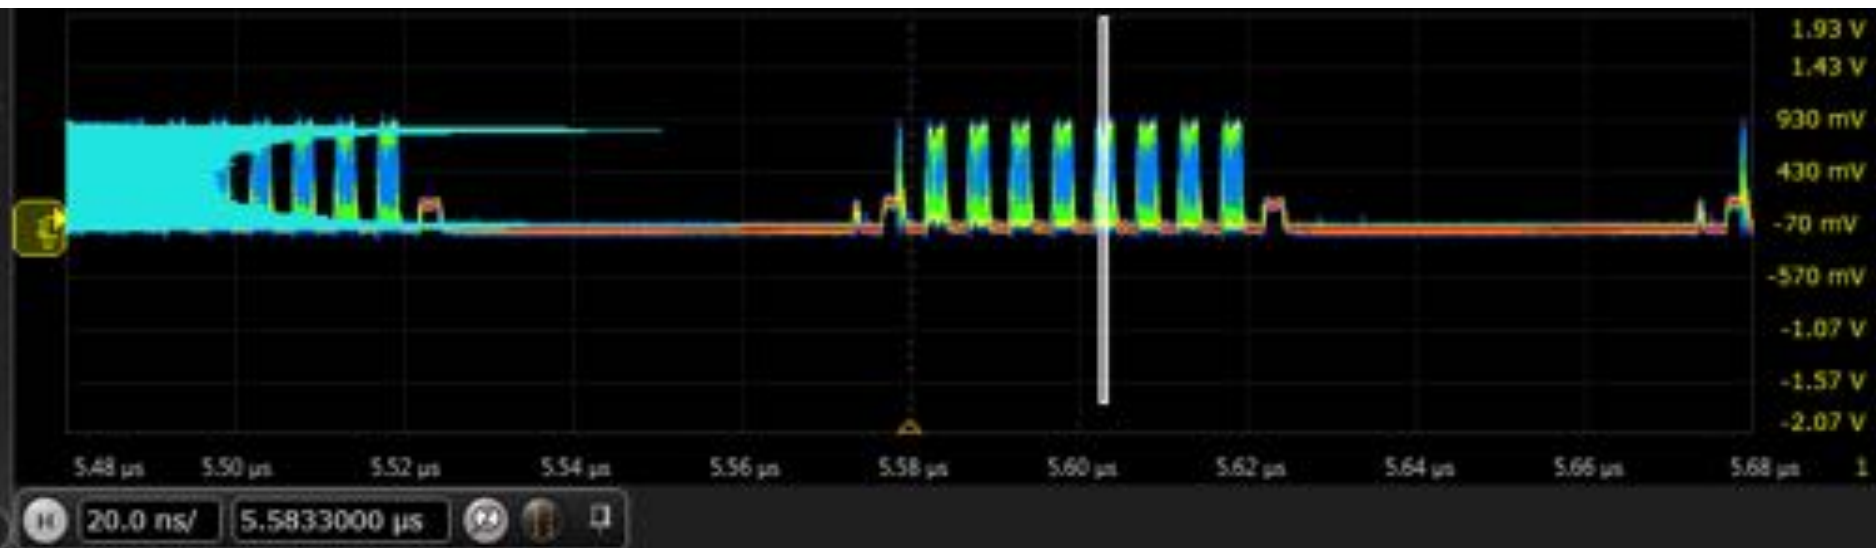 1.93 V
1.43 V
930 mV
430 mV
-70 mV
-570 mV
-1.07 V
-1.57 V
-2.07 V
5.48 µs 5.50 µs 5.52 µs 5.54 µs 5.56 µs 5.58 µs 5.60 µs 5.62 µs 5.64 µs 5.66 µs 5.68 µs 1
H 20.0 ns/ 5.5833000 µs